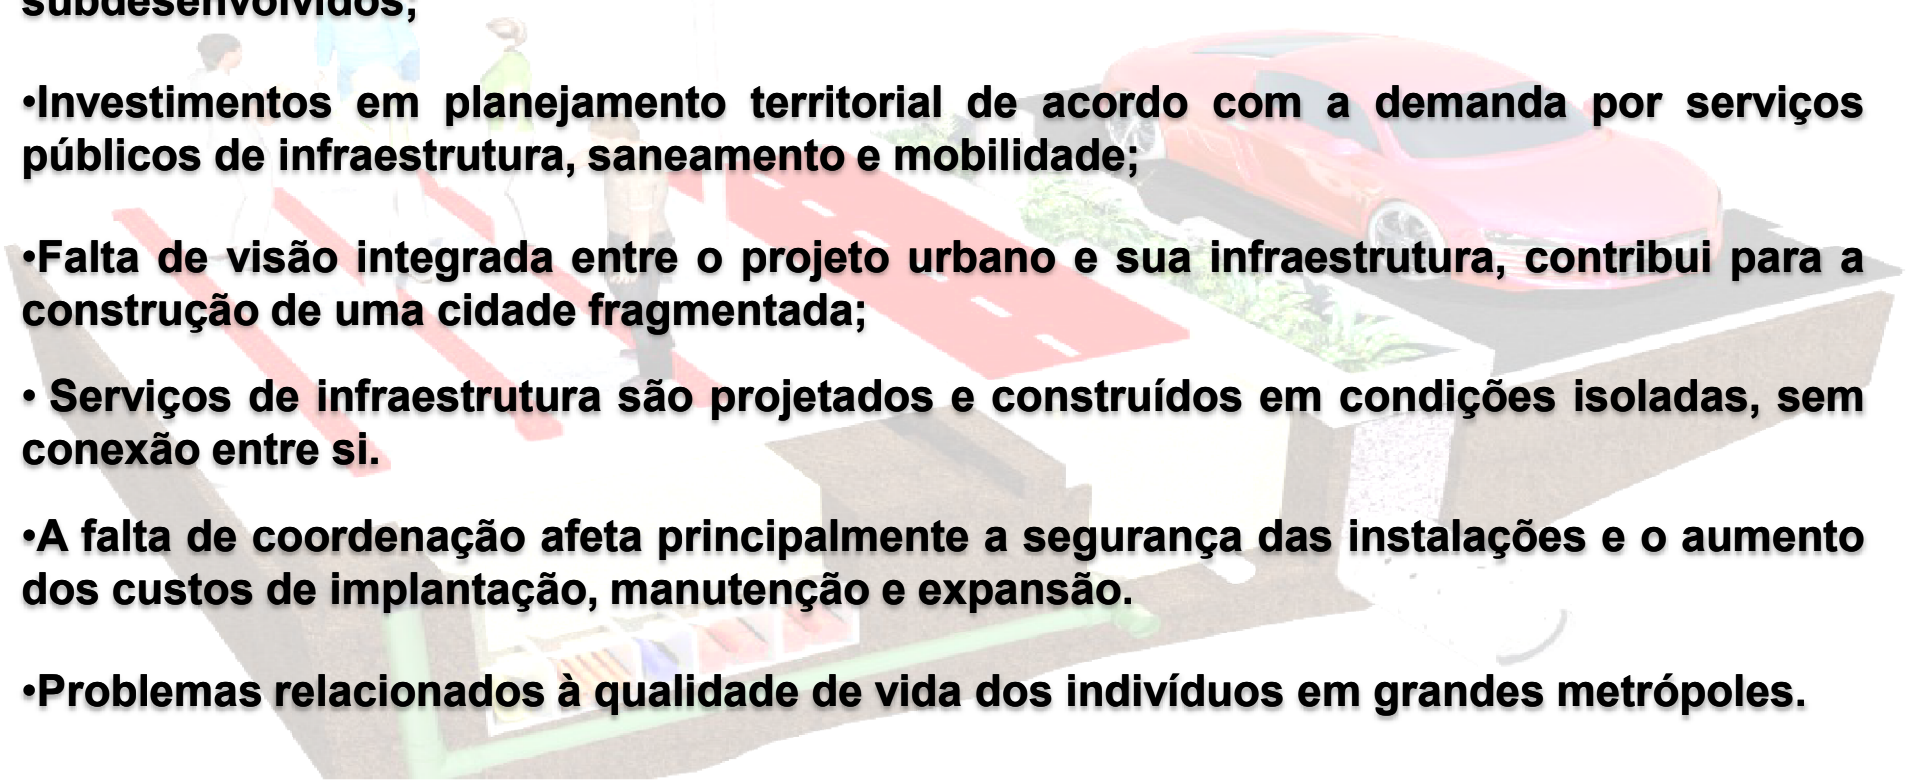 subdesenvolvidos;
•Investimentos em planejamento territorial de acordo com a demanda por serviços
públicos de infraestrutura, saneamento e mobilidade;
•Falta de visão integrada entre o projeto urbano e sua infraestrutura, contribui para a
construção de uma cidade fragmentada;
• Serviços de infraestrutura são projetados e construídos em condições isoladas, sem
conexão entre si.
•A falta de coordenação afeta principalmente a segurança das instalações e o aumento
dos custos de implantação, manutenção e expansão.
•Problemas relacionados à qualidade de vida dos indivíduos em grandes metrópoles.